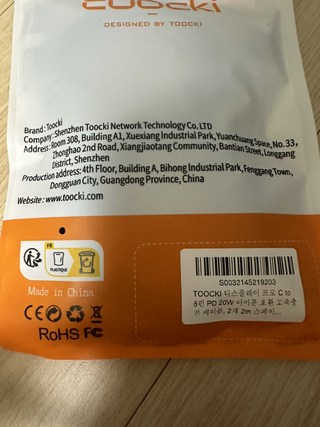 Toocki
DESIGNED BY TOOCKI
Brand: Toocki
Company: Shenzhen Toocki Network Technology Co.LTD
Address: Room 308, Building A1, Xuexiang Industrial Park, Yuanchuang Space, No. 33,
Zhonghao 2nd Road, Xiangjiaotang Community, Bantian Street, Longgang
District, Shenzhen
Production address: 4th Floor, Building A, Bihong Industrial Park, Fenggang Town,
Dongguan City, Guangdong Province, China
Website: www.toocki.com
FR
PLASTIQUE
Made in China
CE
RoHS FC
S0032145219203
TOOCKI 디스플레이 프로 C to
8핀 PD 20W 아이폰 호환 고속충
전 케이블, 2개 2m 스페이...